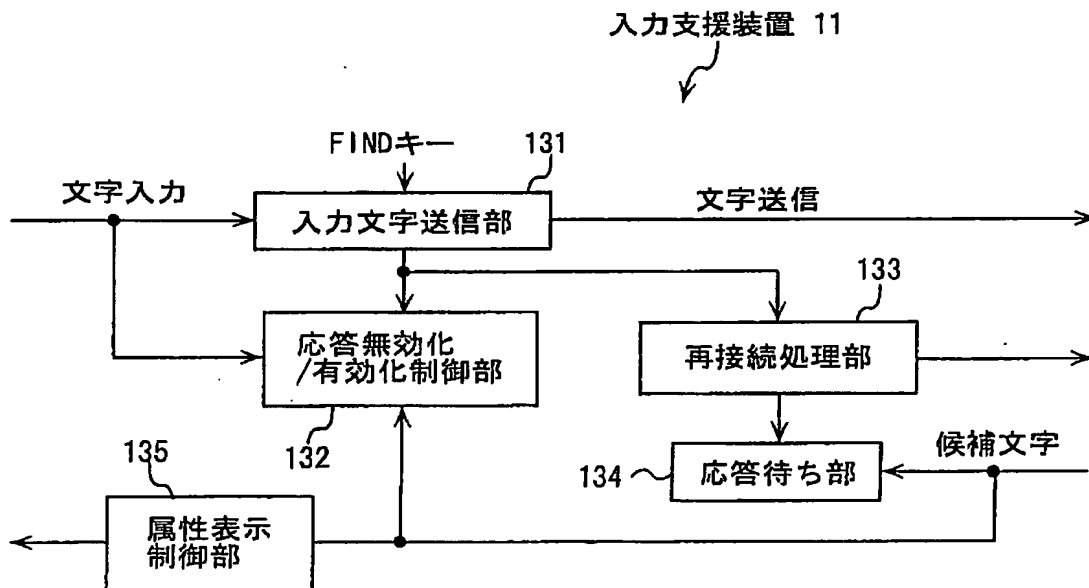 入力支援装置 11
FINDキー
131
文字入力
入力文字送信部
文字送信
133
応答無効化
/有効化制御部
再接続処理部
132
135
134
応答待ち部
候補文字
属性表示
制御部